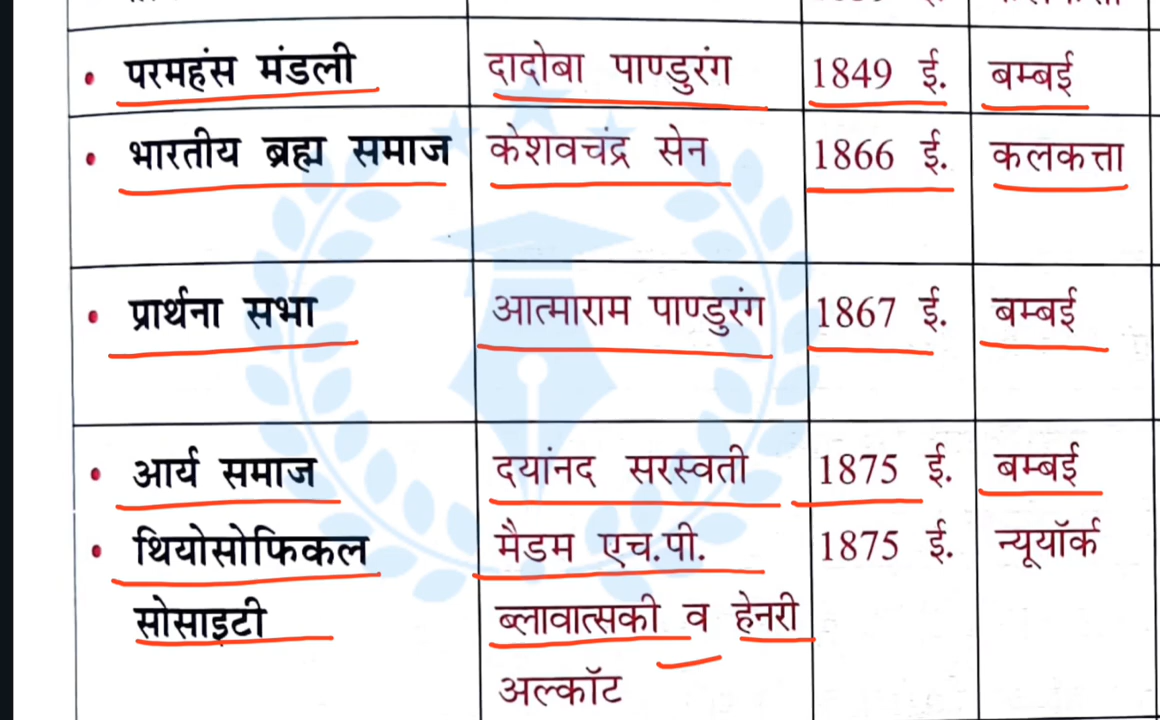 • परमहंस मंडली दादोबा पाण्डुरंग 1849 ई. बम्बई
• भारतीय ब्रह्म समाज केशवचंद्र सेन 1866 ई. कलकत्ता
• प्रार्थना सभा आत्माराम पाण्डुरंग 1867 ई. बम्बई
• आर्य समाज दयांनद सरस्वती 1875 ई. बम्बई
• थियोसोफिकल मैडम एच.पी. 1875 ई. न्यूयॉर्क
सोसाइटी ब्लावात्सकी व हेनरी
अल्कॉट